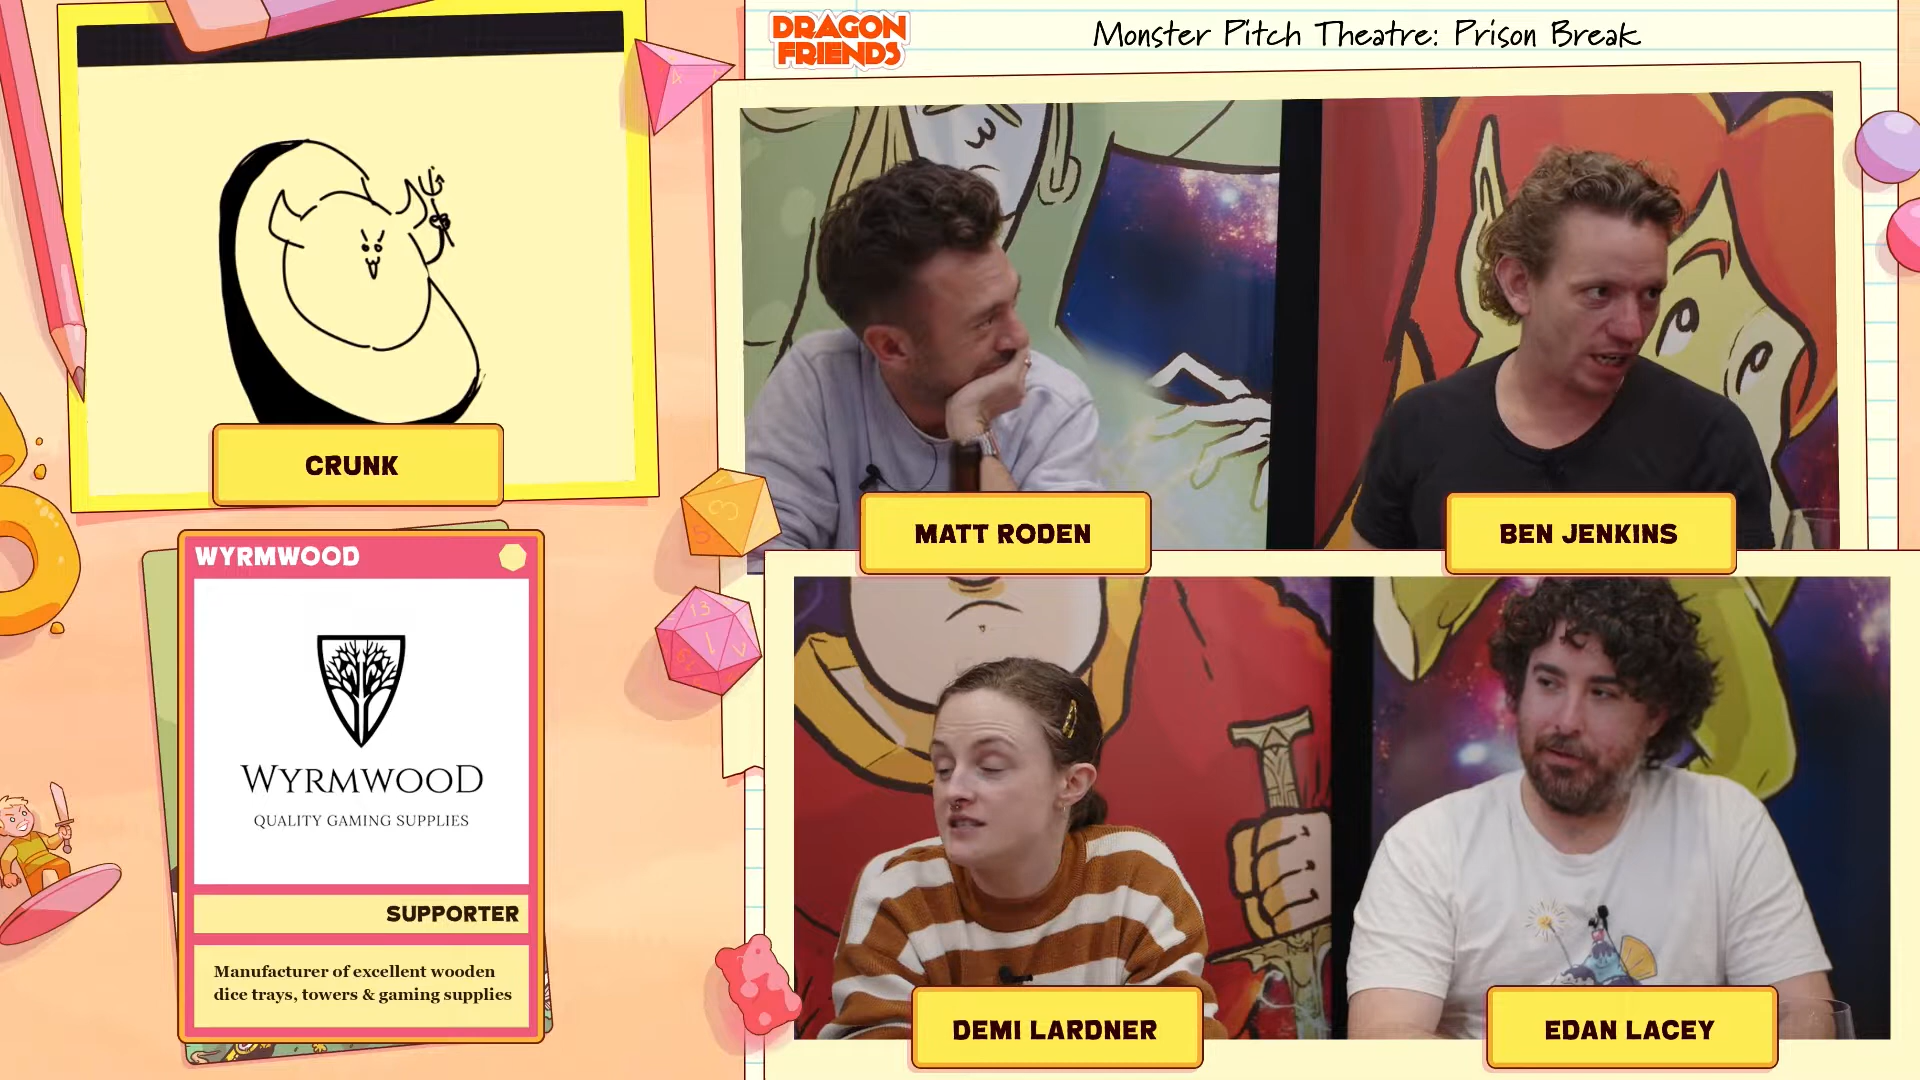 DRAGON
FRIENDS
Monster Pitch Theatre: Prison Break
CRUNK
MATT RODEN
BEN JENKINS
WYRMWOOD
WYRMWOOD
QUALITY GAMING SUPPLIES
SUPPORTER
Manufacturer of excellent wooden
dice trays, towers & gaming supplies
DEMI LARDNER
EDAN LACEY